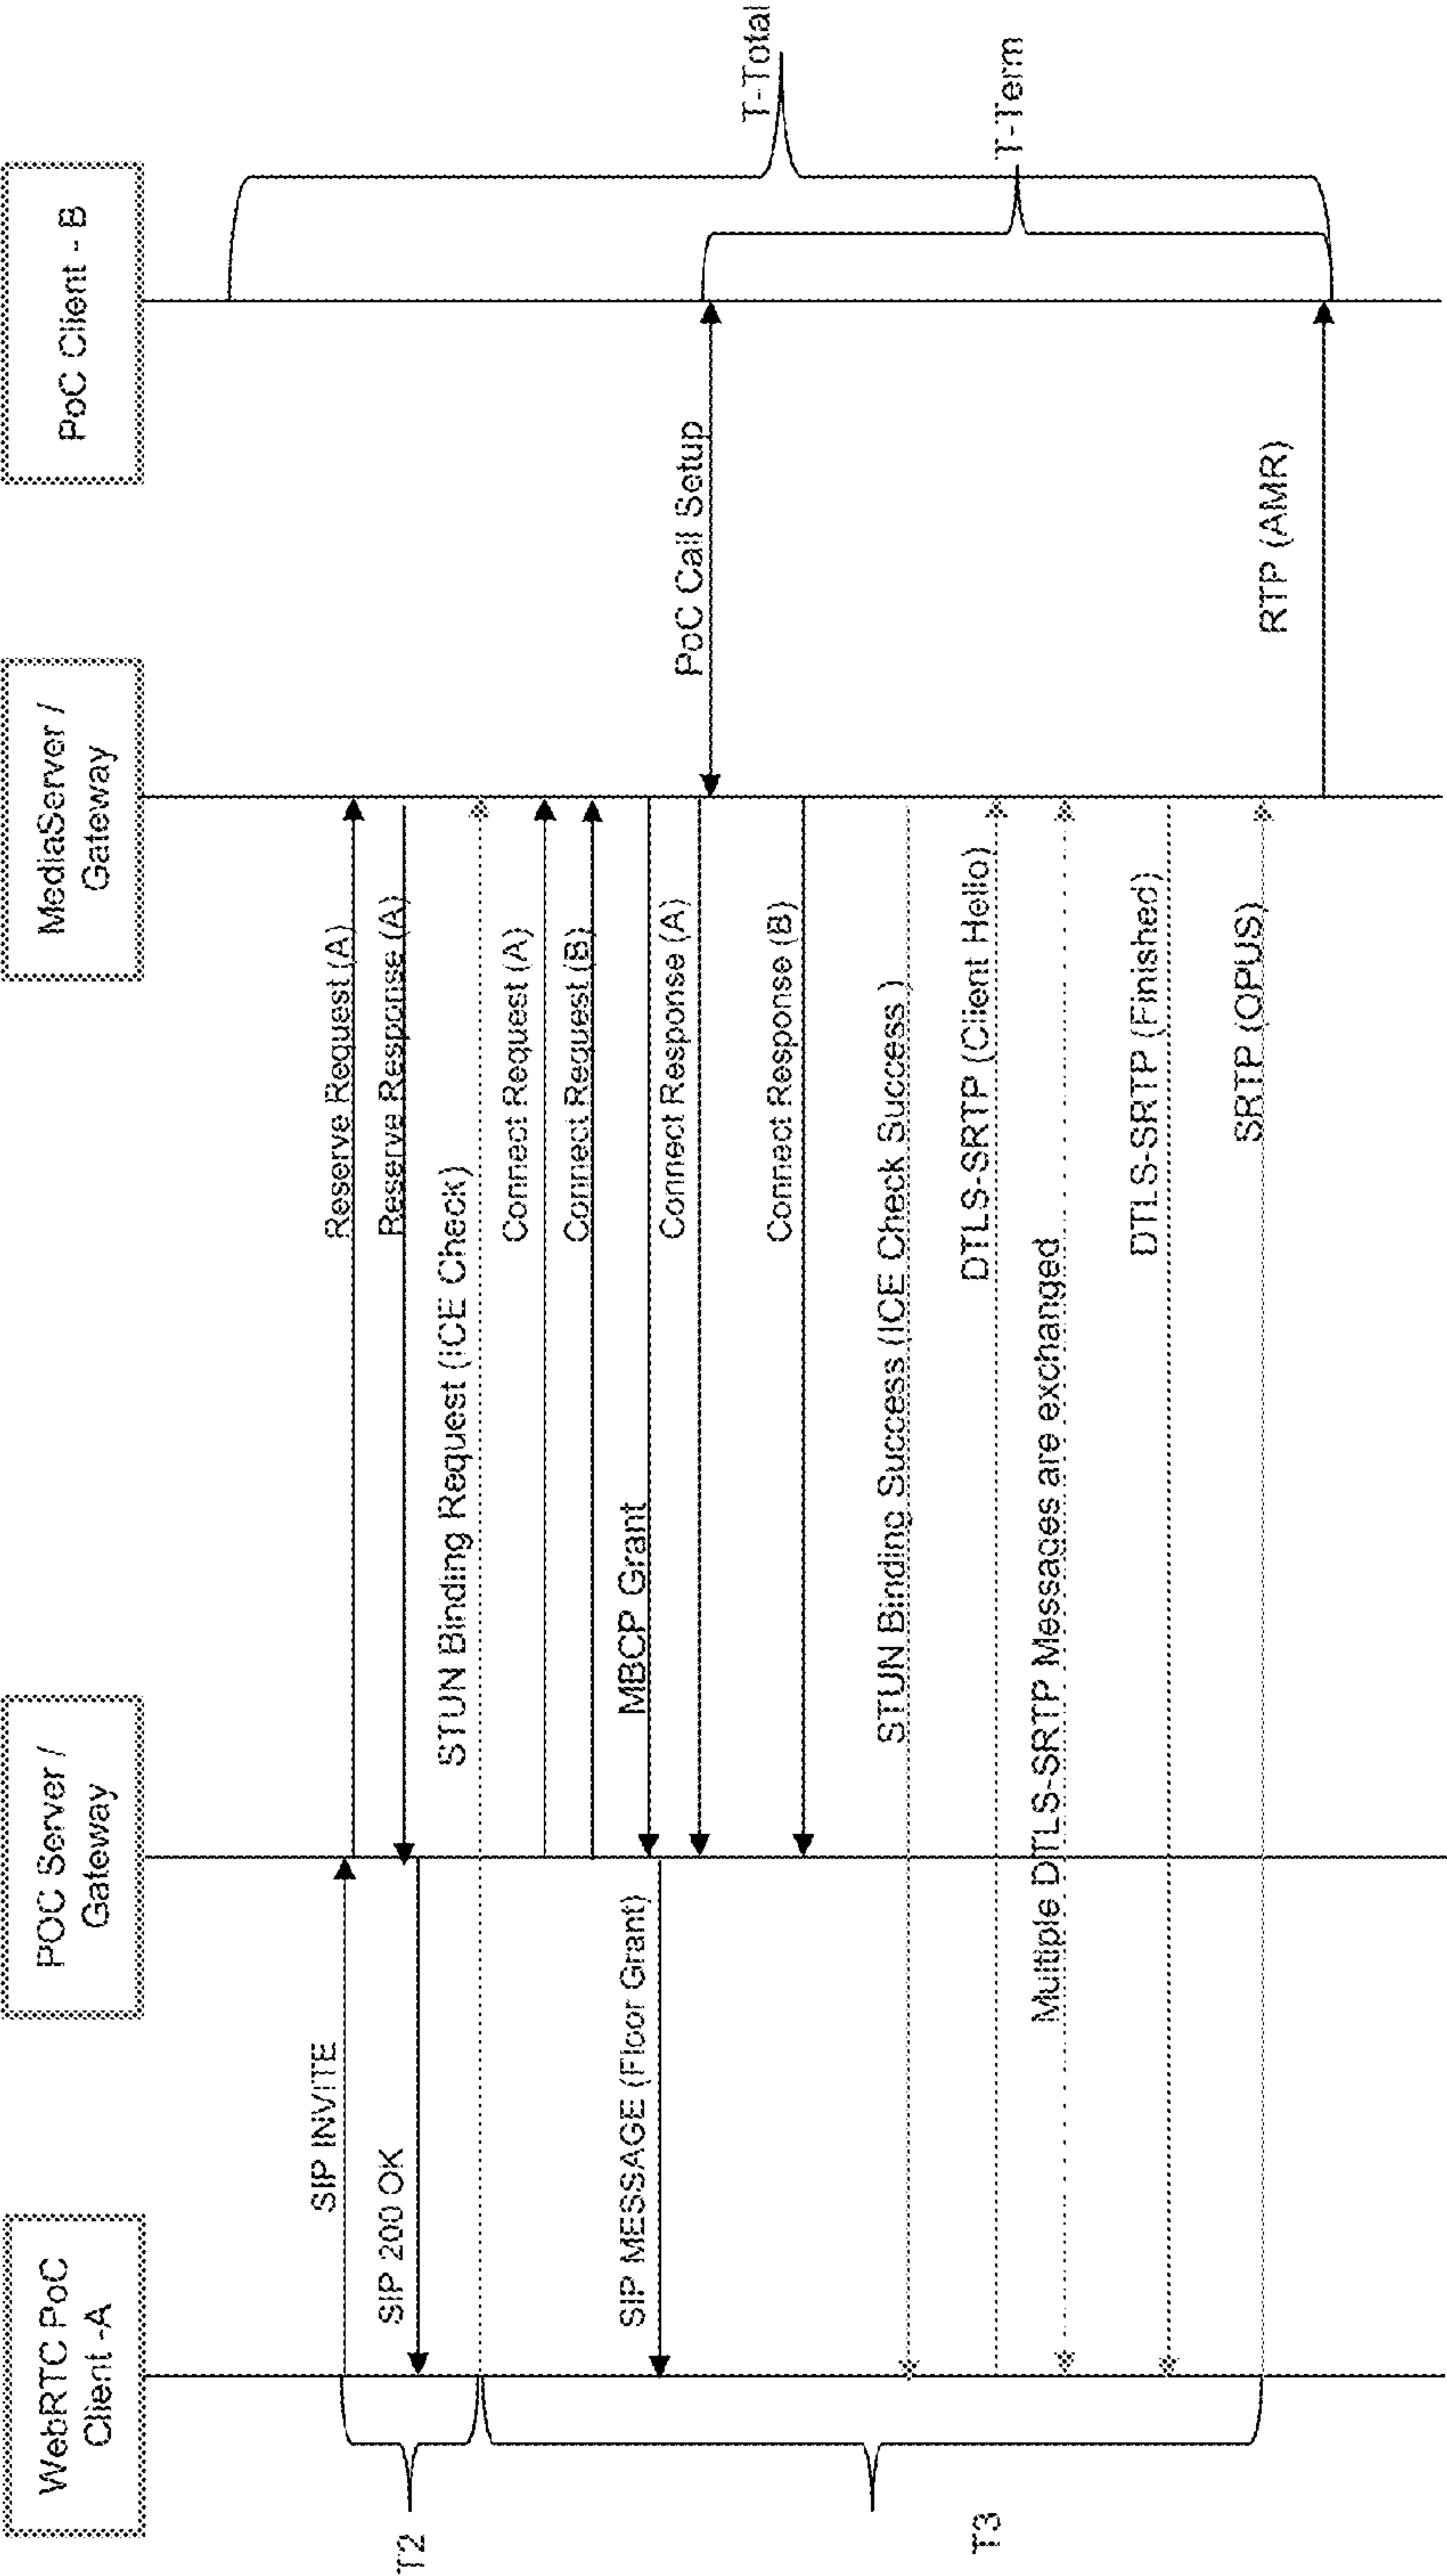 WebRTC PoC
Client -A
POC Server /
Gateway
MediaServer /
Gateway
PoC Client - B
SIP INVITE
Reserve Request (A)
Reserve Response (A)
SIP 200 OK
STUN Binding Request (ICE Check)
Connect Request (A)
Connect Request (B)
MBCP Grant
SIP MESSAGE (Floor Grant)
Connect Response (A)
PoC Call Setup
Connect Response (B)
STUN Binding Success (ICE Check Success )
DTLS-SRTP (Client Hello)
Multiple DTLS-SRTP Messages are exchanged
DTLS-SRTP (Finished)
SRTP (OPUS)
RTP (AMR)
T2
T3
T-Total
T-Term